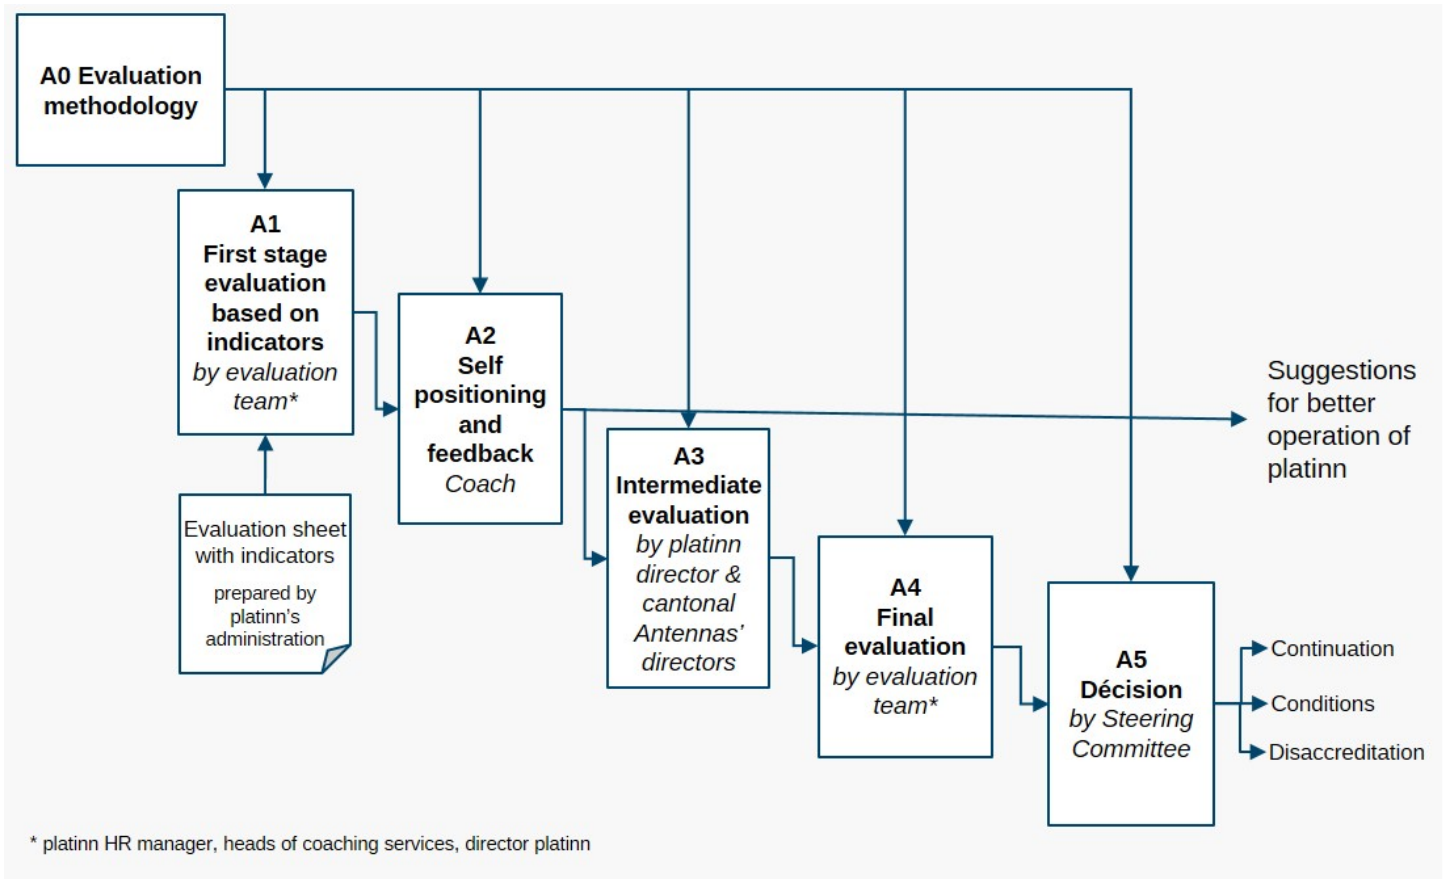 A0 Evaluation
methodology
A1
First stage
evaluation
based on
indicators
by evaluation
team*
Evaluation sheet
with indicators
prepared by
platinn’s
administration
A2
Self
positioning
and
feedback
Coach
A3
Intermediate
evaluation
by platinn
director &
cantonal
Antennas’
directors
A4
Final
evaluation
by evaluation
team*
A5
Décision
by Steering
Committee
Suggestions
for better
operation of
platinn
Continuation
Conditions
Disaccreditation
* platinn HR manager, heads of coaching services, director platinn